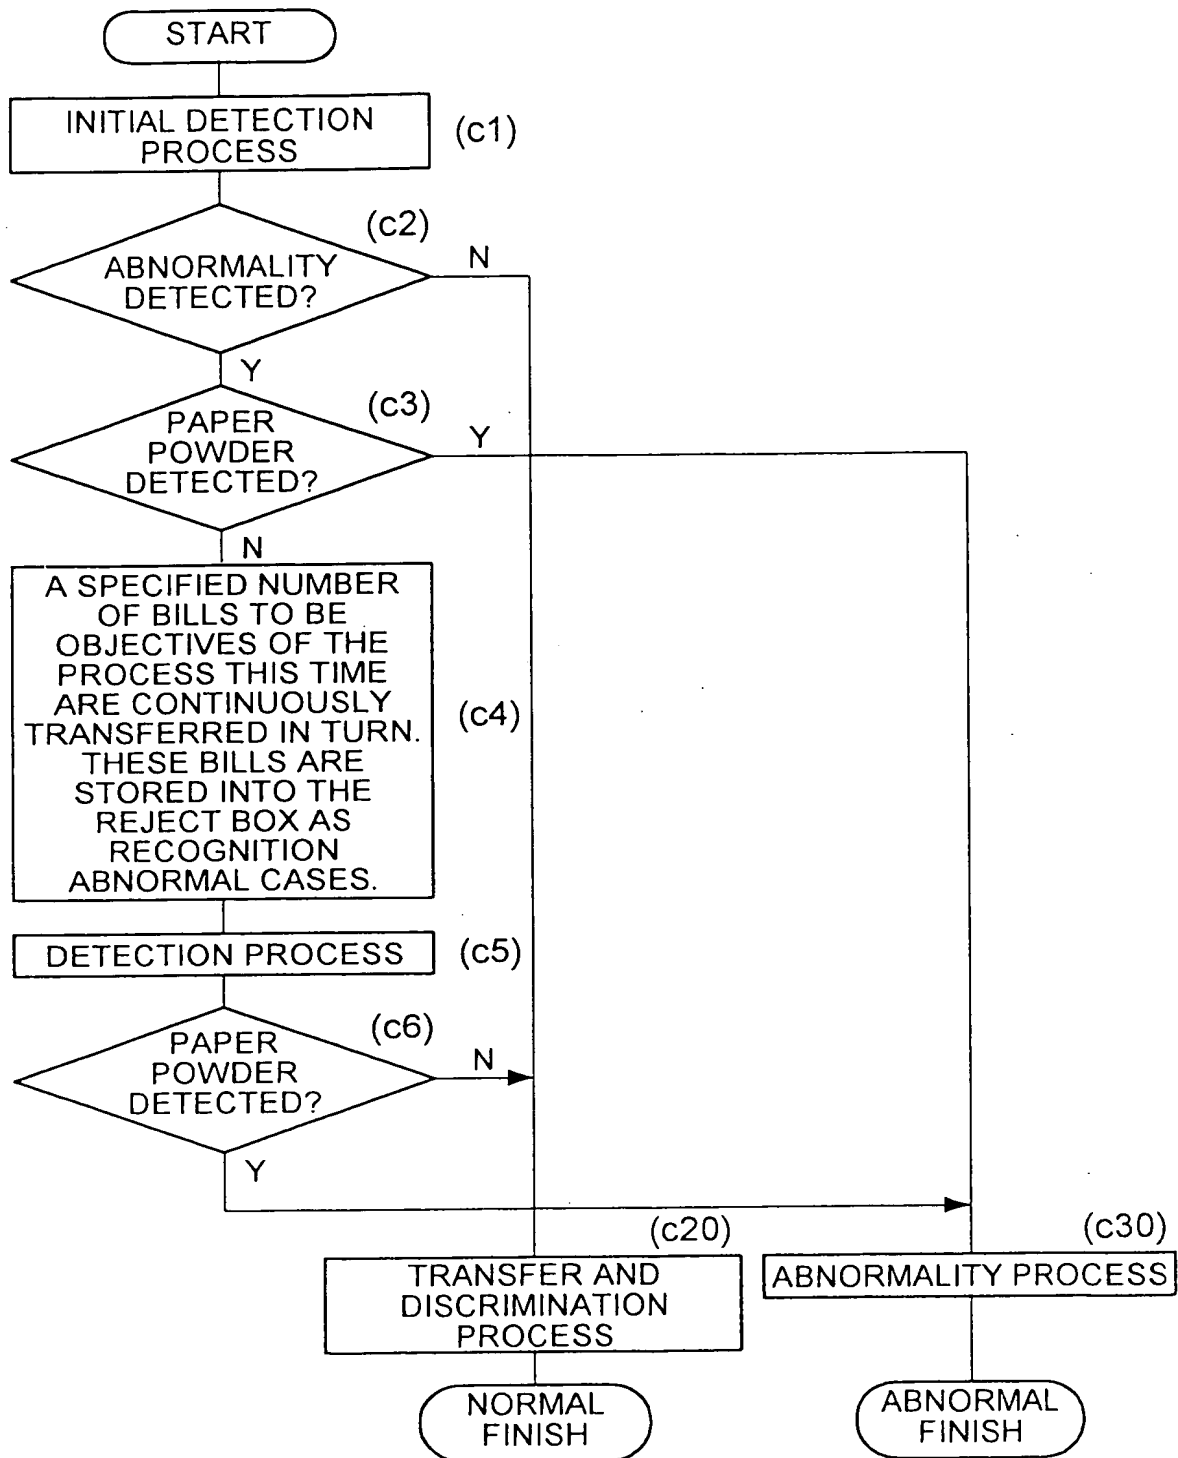 START
INITIAL DETECTION
PROCESS
(c1)
(c2)
ABNORMALITY
DETECTED?
N
Y
(c3)
PAPER
POWDER
DETECTED?
Y
N
A SPECIFIED NUMBER
OF BILLS TO BE
OBJECTIVES OF THE
PROCESS THIS TIME
ARE CONTINUOUSLY
TRANSFERRED IN TURN.
THESE BILLS ARE
STORED INTO THE
REJECT BOX AS
RECOGNITION
ABNORMAL CASES.
(c4)
DETECTION PROCESS
(c5)
(c6)
PAPER
POWDER
DETECTED?
N
Y
(c20)
TRANSFER AND
DISCRIMINATION
PROCESS
(c30)
ABNORMALITY PROCESS
NORMAL
FINISH
ABNORMAL
FINISH